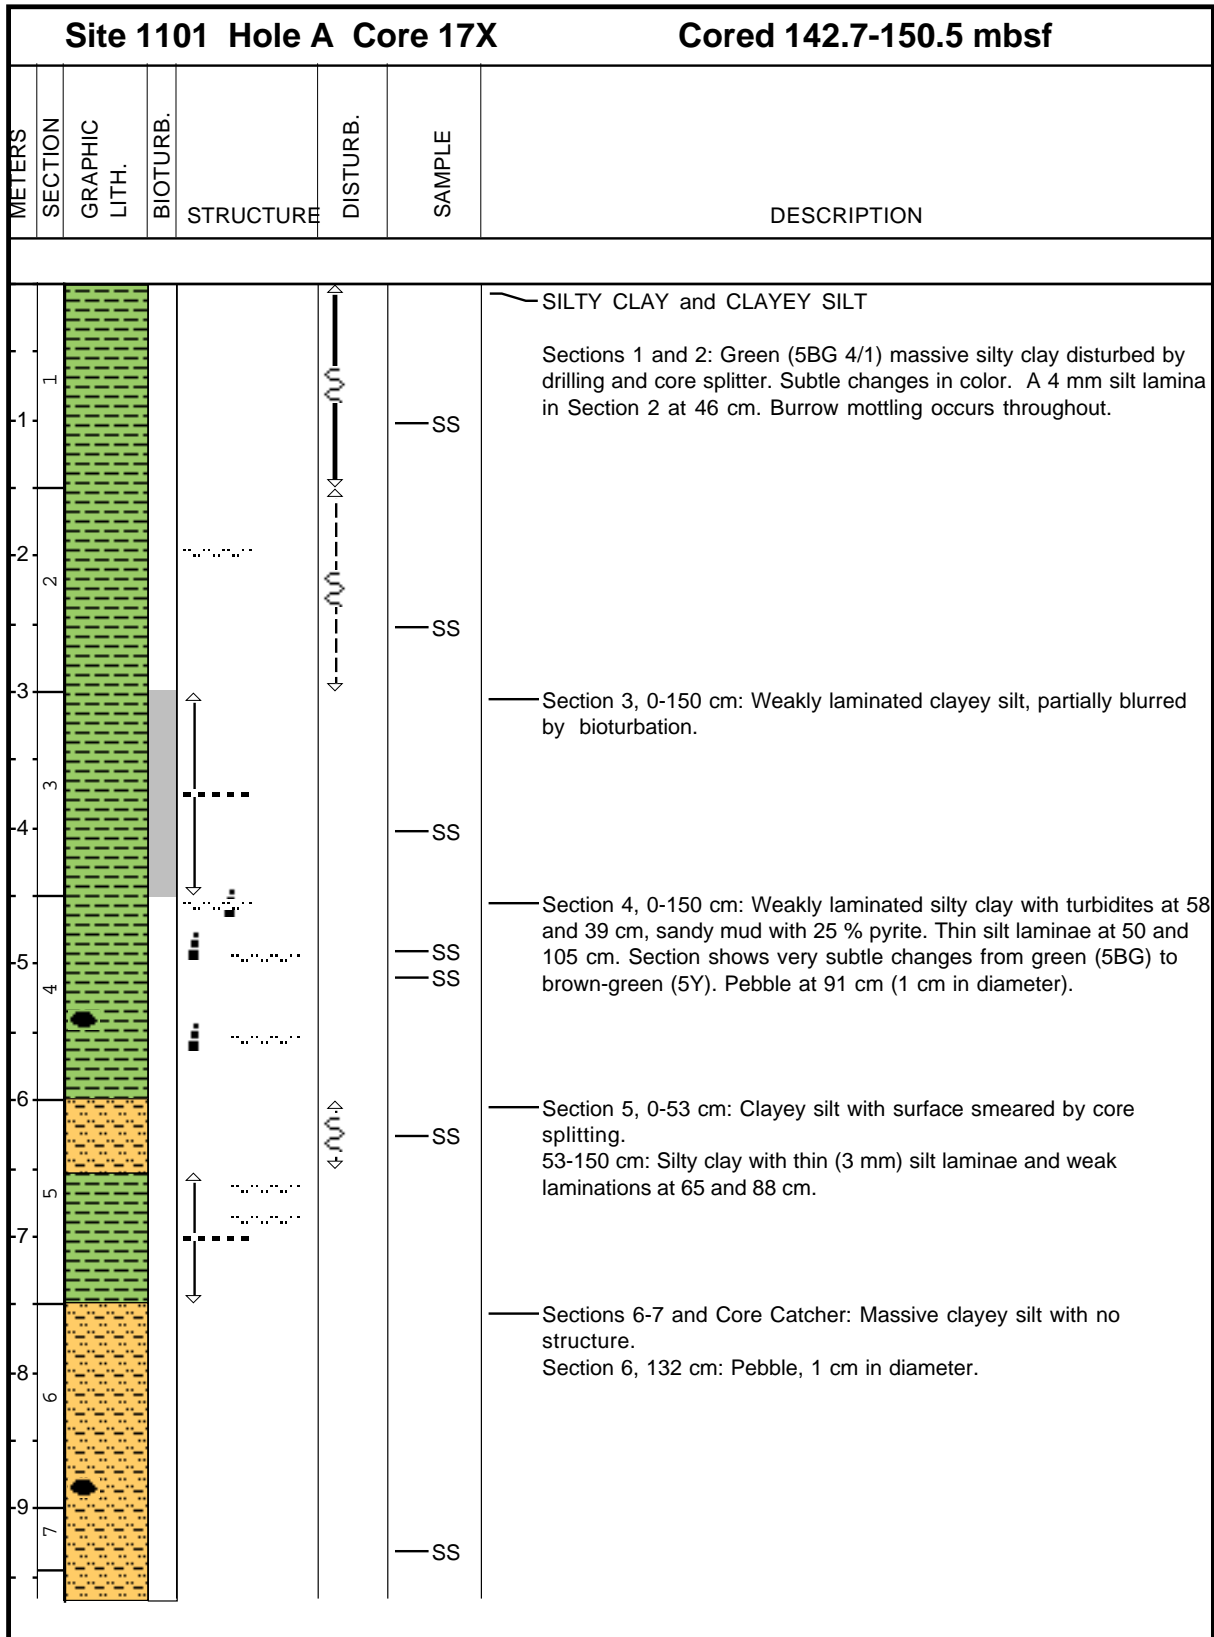 Site 1101 Hole A Core 17X Cored 142.7-150.5 mbsf
METERS
SECTION
GRAPHIC
LITH.
BIOTURB.
STRUCTURE
DISTURB.
SAMPLE
DESCRIPTION
SILTY CLAY and CLAYEY SILT
Sections 1 and 2: Green (5BG 4/1) massive silty clay disturbed by
drilling and core splitter. Subtle changes in color. A 4 mm silt lamina
in Section 2 at 46 cm. Burrow mottling occurs throughout.
1
1
SS
2
2
SS
3
Section 3, 0-150 cm: Weakly laminated clayey silt, partially blurred
by bioturbation.
3
4
SS
Section 4, 0-150 cm: Weakly laminated silty clay with turbidites at 58
and 39 cm, sandy mud with 25 % pyrite. Thin silt laminae at 50 and
105 cm. Section shows very subtle changes from green (5BG) to
brown-green (5Y). Pebble at 91 cm (1 cm in diameter).
SS
5
SS
4
6
Section 5, 0-53 cm: Clayey silt with surface smeared by core
splitting.
53-150 cm: Silty clay with thin (3 mm) silt laminae and weak
laminations at 65 and 88 cm.
SS
5
7
Sections 6-7 and Core Catcher: Massive clayey silt with no
structure.
Section 6, 132 cm: Pebble, 1 cm in diameter.
8
6
9
7
SS